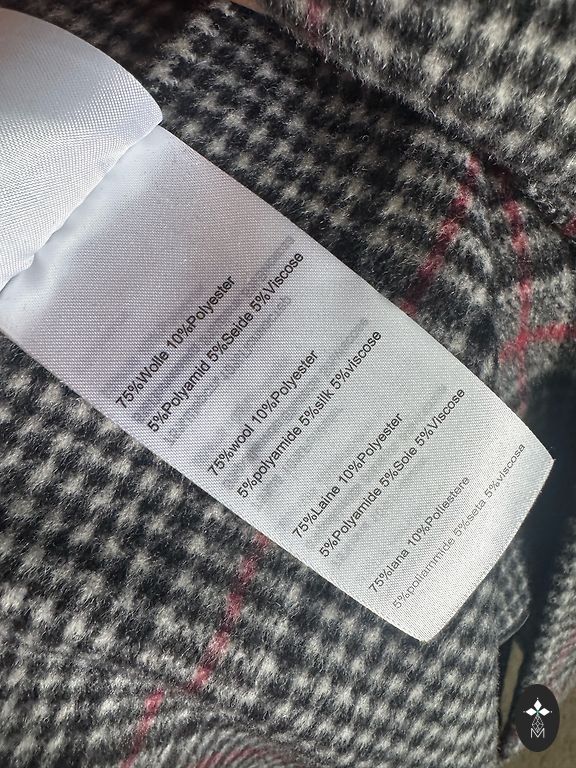 75%Wolle 10%Polyester
5%Polyamid 5%Seide 5%Viscose
75%wool 10%Polyester
5%polyamide 5%silk 5%viscose
75%Laine 10%Polyester
5%Polyamide 5%Sole 5%Viscose
75%lana 10%Poliestere
5%poliammide 5%seta 5%viscosa